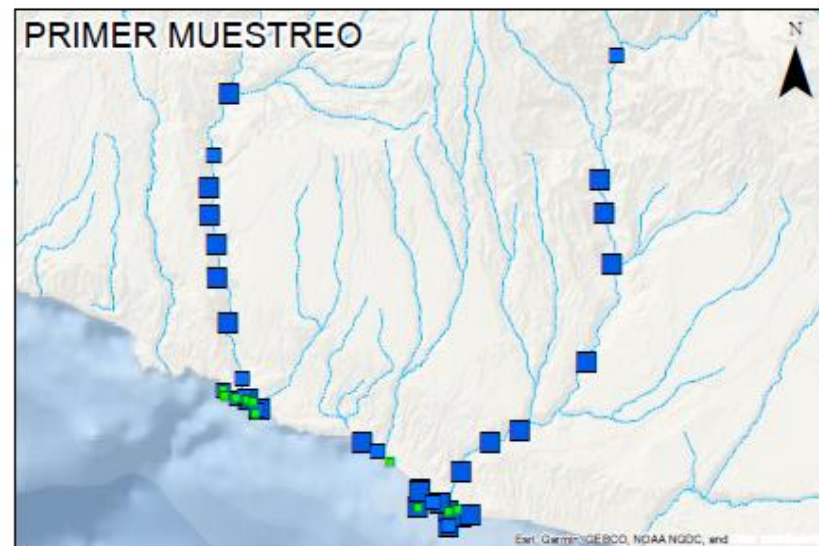 PRIMER MUESTREO
N
Esri, Garmin, GEBCO, NOAA NGDC, and